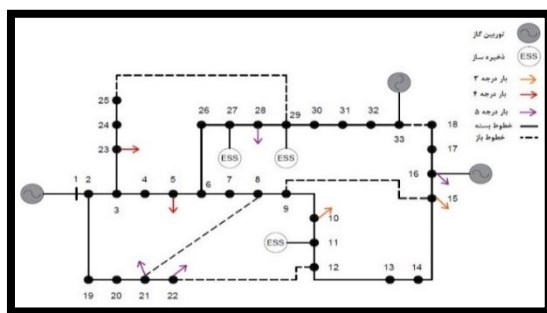 توربین گاز
ذخیره ساز
ESS
بار درجه ۳
بار درجه ۴
بار درجه ۵
خطوط بسته
خطوط باز
25
24
23
26 27 28 29 30 31 32 33
ESS ESS
18
17
16
15
1 2 3 4 5 6 7 8 9
10
11
ESS
12 13 14
19 20 21 22